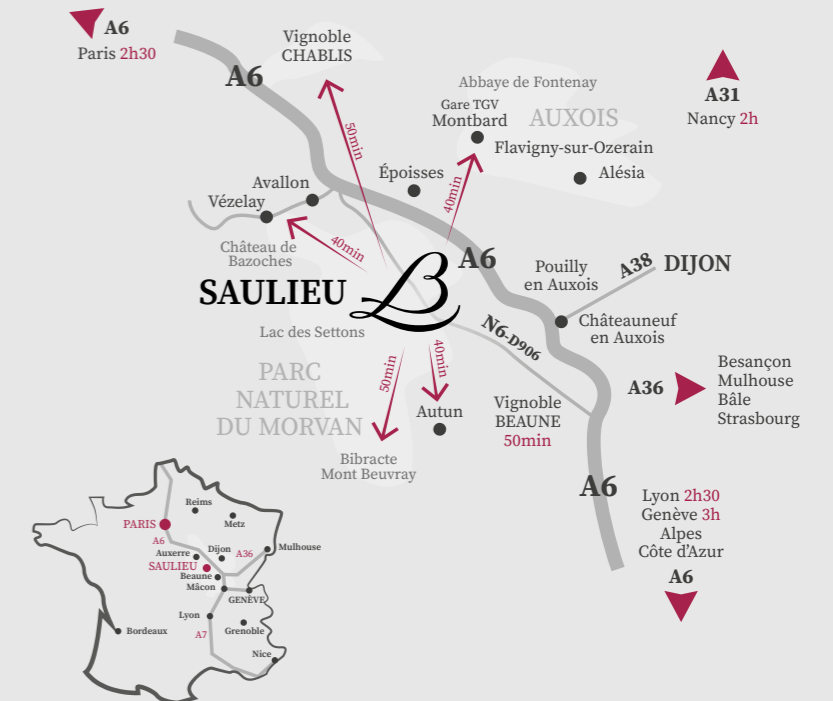 A6
Paris 2h30
A6
Vignoble
CHABLIS
50min
Abbaye de Fontenay
Gare TGV
Montbard
AUXOIS
Flavigny-sur-Ozerain
Alésia
A31
Nancy 2h
Époisses
40min
Avallon
Vézelay
40min
Château de
Bazoches
SAULIEU
B
A6
Pouilly
en Auxois
A38
DIJON
Châteauneuf
en Auxois
N6-D906
Lac des Settons
PARC
NATUREL
DU MORVAN
50min
40min
Autun
Bibracte
Mont Beuvray
Vignoble
BEAUNE
50min
A36
Besançon
Mulhouse
Bâle
Strasbourg
A6
Lyon 2h30
Genève 3h
Alpes
Côte d'Azur
A6
Reims
Metz
PARIS
A6
Auxerre
Dijon
A36
Mulhouse
SAULIEU
Beaune
Mâcon
GENÈVE
Lyon
Bordeaux
A7
Grenoble
Nice